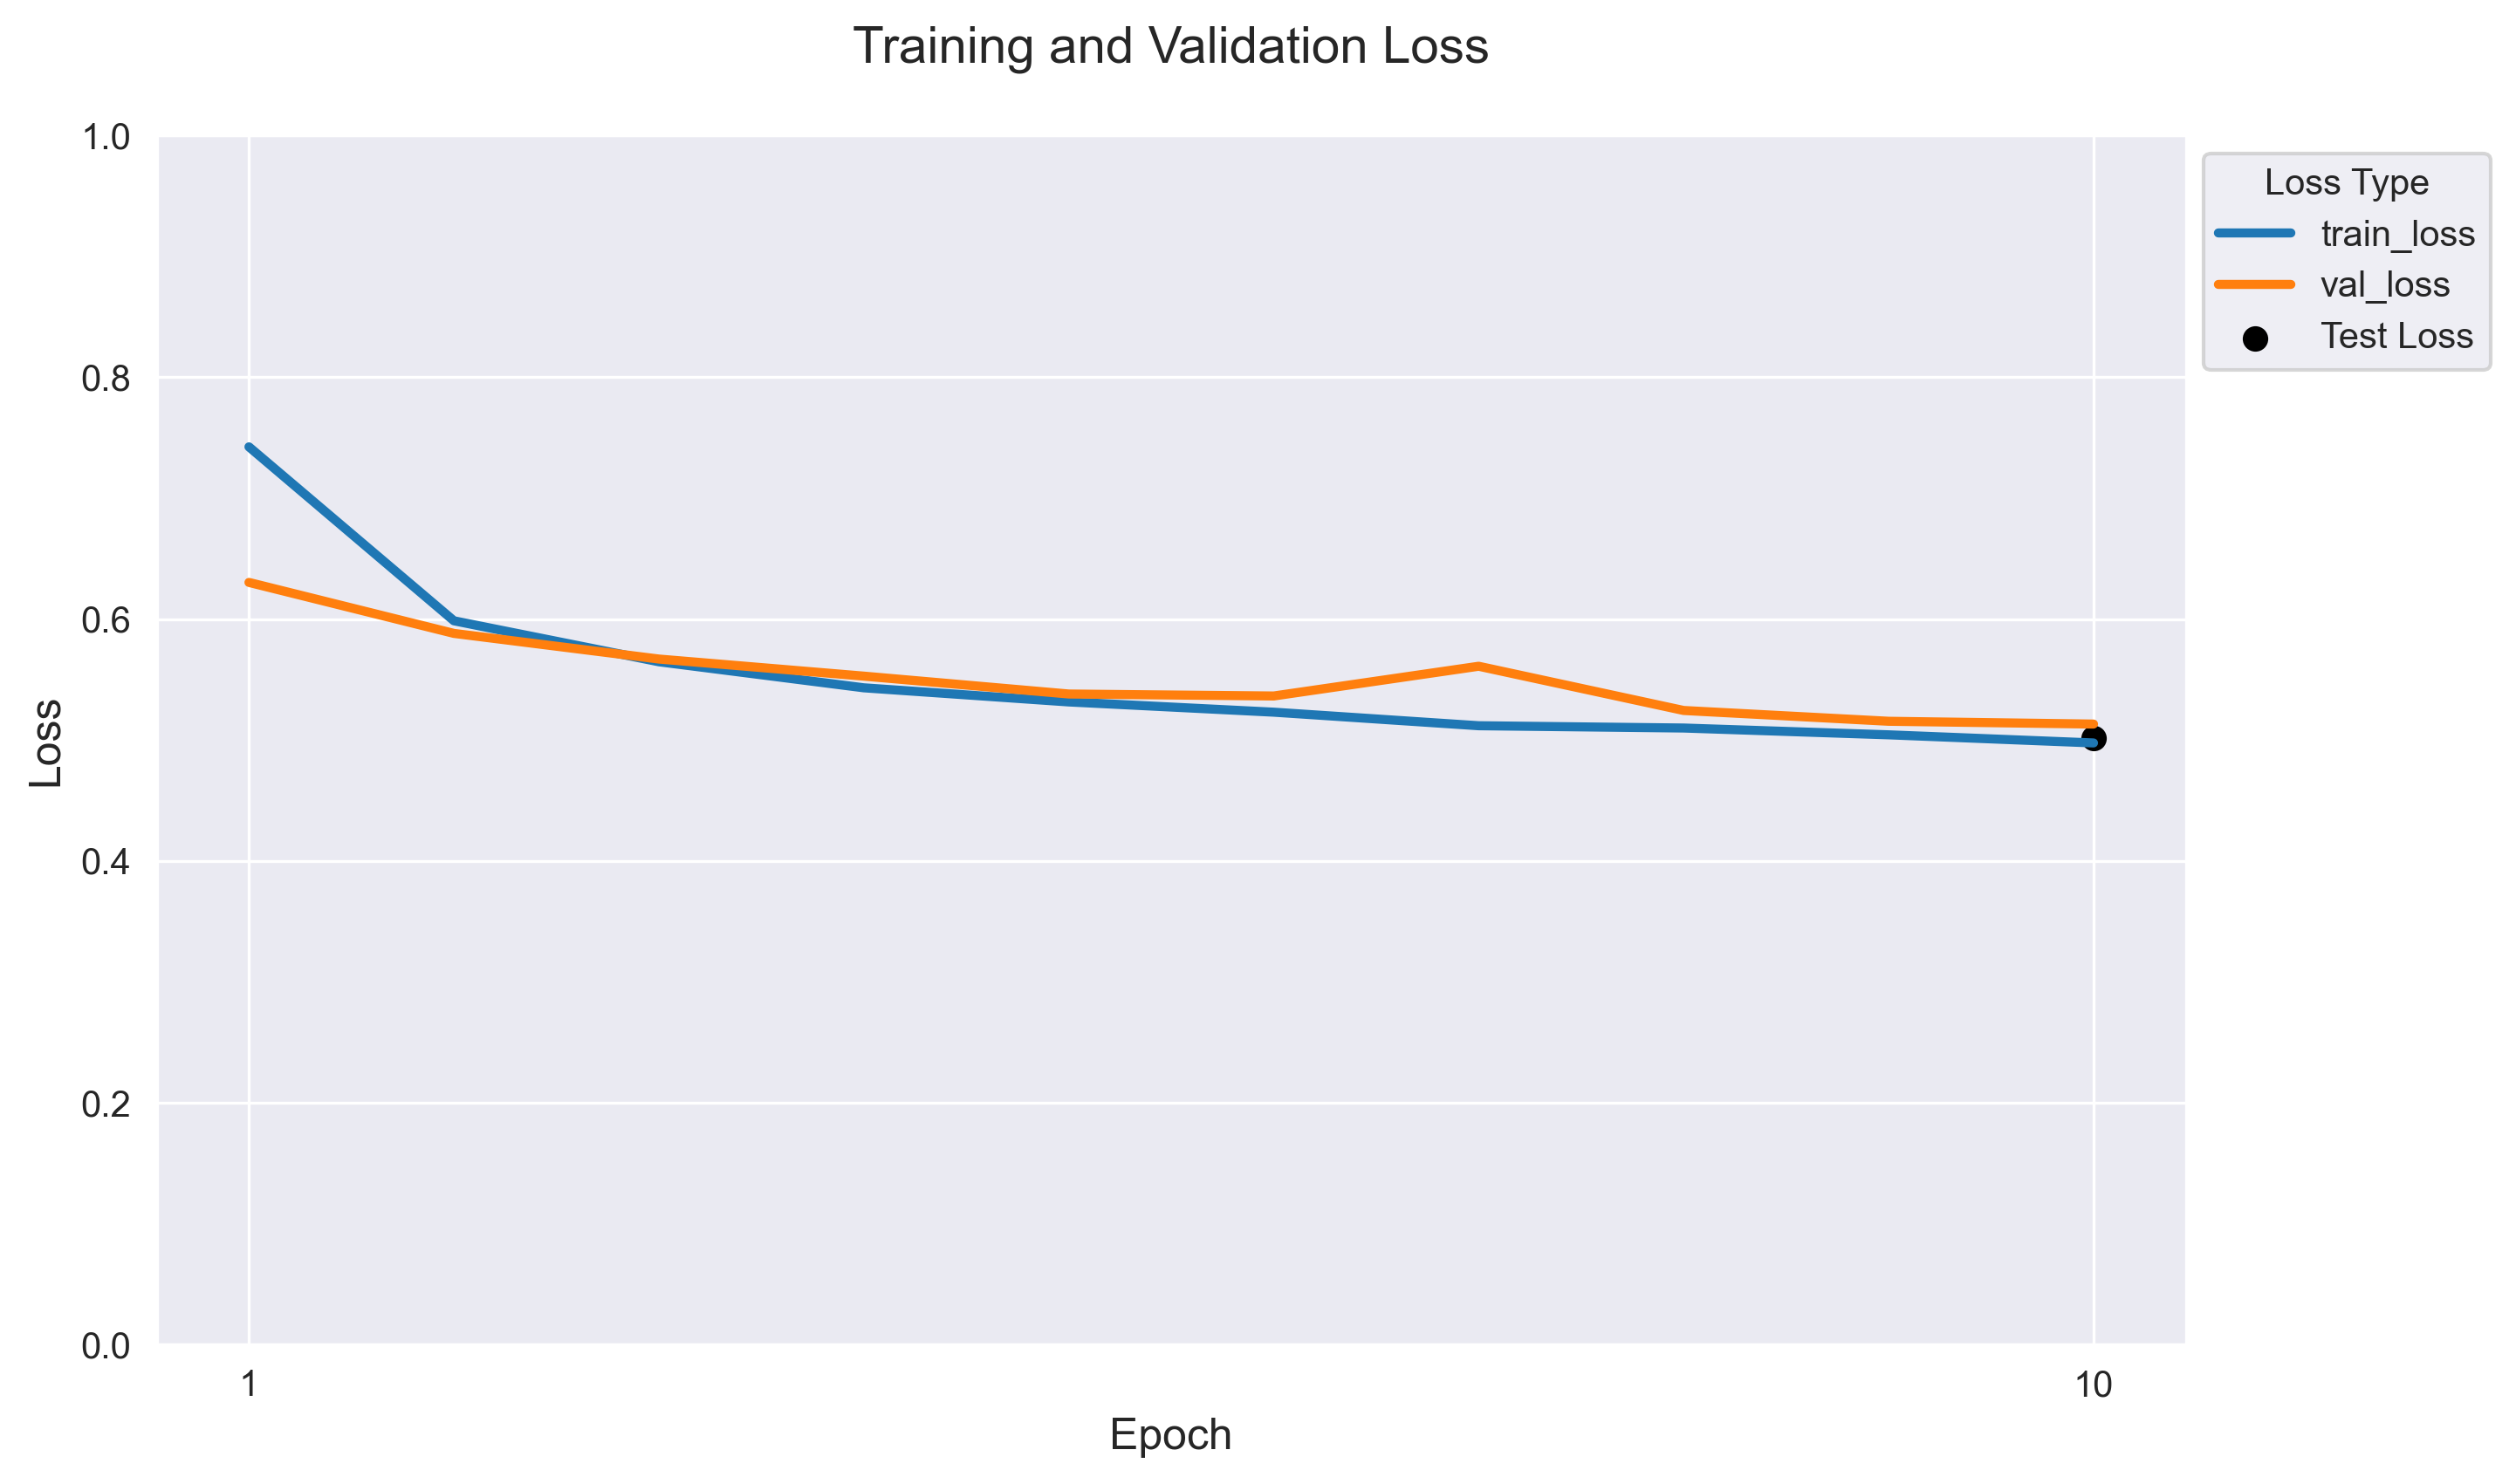 Training and Validation Loss
1.0
0.8
0.6
0.4
0.2
0.0
Loss
1
10
Epoch
Loss Type
train_loss
val_loss
Test Loss